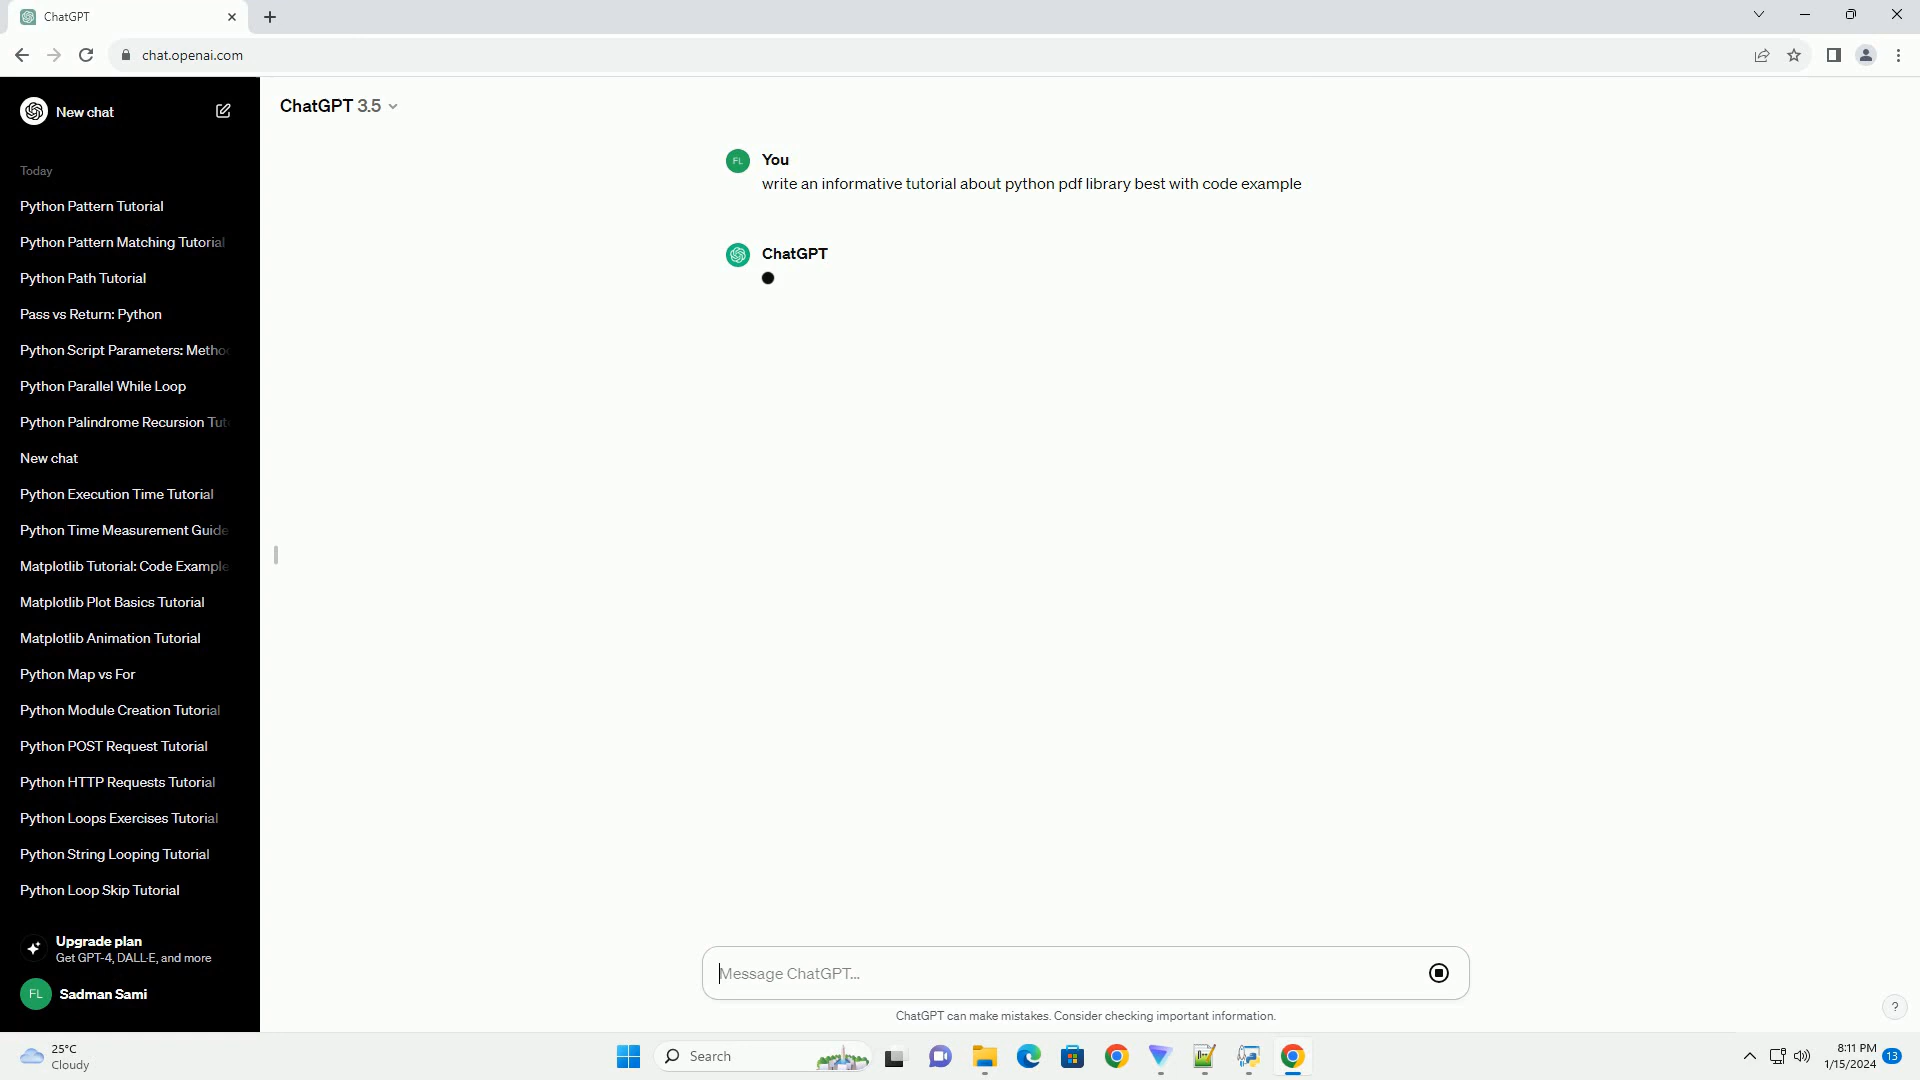 ChatGPT
chat.openai.com
New chat
Today
Python Pattern Tutorial
Python Pattern Matching Tutorial
Python Path Tutorial
Pass vs Return: Python
Python Script Parameters: Metho
Python Parallel While Loop
Python Palindrome Recursion Tut
New chat
Python Execution Time Tutorial
Python Time Measurement Guide
Matplotlib Tutorial: Code Example
Matplotlib Plot Basics Tutorial
Matplotlib Animation Tutorial
Python Map vs For
Python Module Creation Tutorial
Python POST Request Tutorial
Python HTTP Requests Tutorial
Python Loops Exercises Tutorial
Python String Looping Tutorial
Python Loop Skip Tutorial
Upgrade plan
Get GPT-4, DALL·E, and more
FL Sadman Sami
ChatGPT 3.5
FL You
write an informative tutorial about python pdf library best with code example
ChatGPT
Message ChatGPT...
ChatGPT can make mistakes. Consider checking important information.
?
25°C
Cloudy
Search
8:11 PM
1/15/2024
13